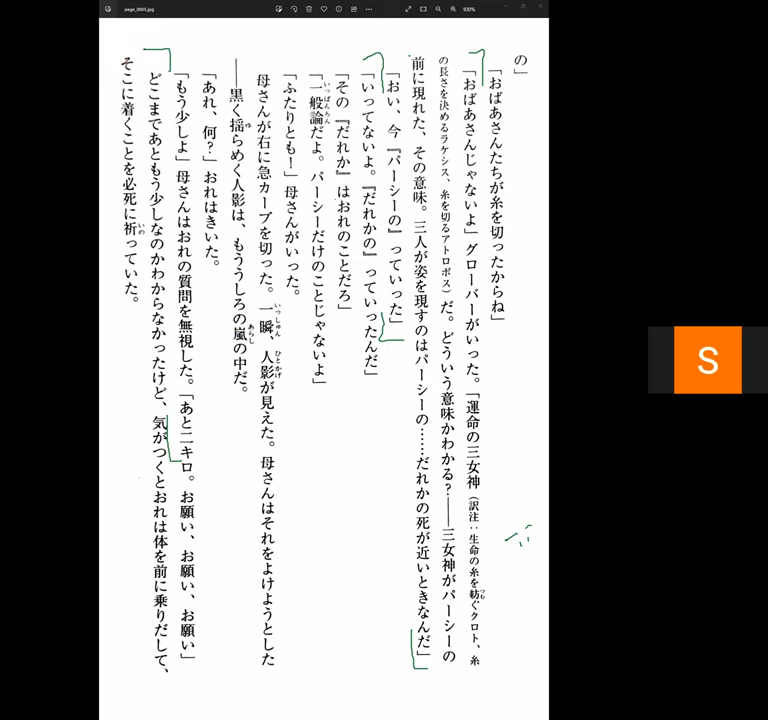 page_0003.jpg
100%
の」
「おばあさんたちが糸を切ったからね」
「おばあさんじゃないよ」グローバーがいった。「運命の三女神（訳注：生命の糸を紡ぐクロト、糸
の長さを決めるラケシス、糸を切るアトロポス）だ。どういう意味かわかる？――三女神がパーシーの
前に現れた、その意味。三人が姿を現すのはパーシーの……だれかの死が近いときなんだ」
「おい、今『パーシーの』っていった」
「いってないよ。『だれかの』っていったんだ」
「その『だれか』はおれのことだろ」
「一般論だよ。パーシーだけのことじゃないよ」
「ふたりとも！」母さんがいった。
母さんが右に急カーブを切った。一瞬、人影が見えた。母さんはそれをよけようとした
――黒く揺らめく人影は、もううしろの嵐の中だ。
「あれ、何？」おれはきいた。
「もう少しよ」母さんはおれの質問を無視した。「あと二キロ。お願い、お願い、お願い」
どこまであともう少しなのかわからなかったけど、気がつくとおれは体を前に乗りだして、
そこに着くことを必死に祈っていた。
S